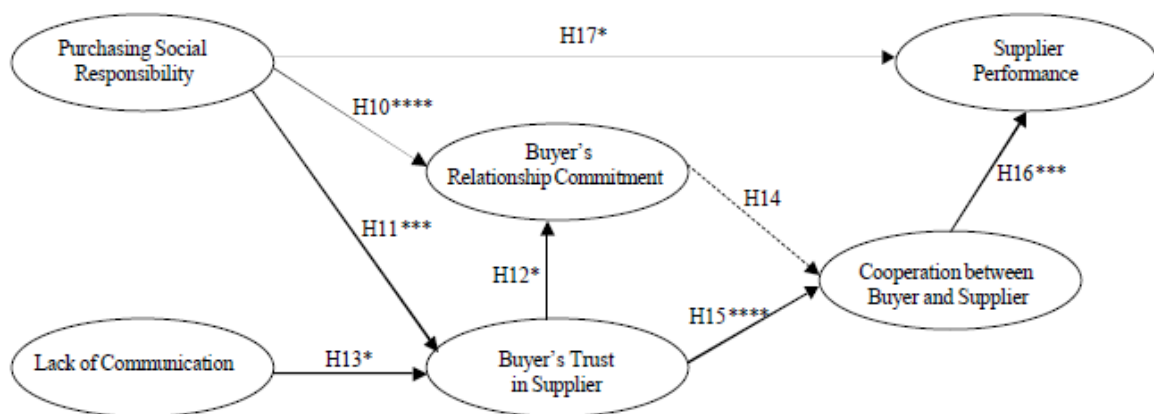 Purchasing Social
Responsibility
H17*
Supplier
Performance
H10****
Buyer's
Relationship Commitment
H16***
H14
H11***
H12*
Cooperation between
Buyer and Supplier
H15****
Lack of Communication
H13*
Buyer's Trust
in Supplier